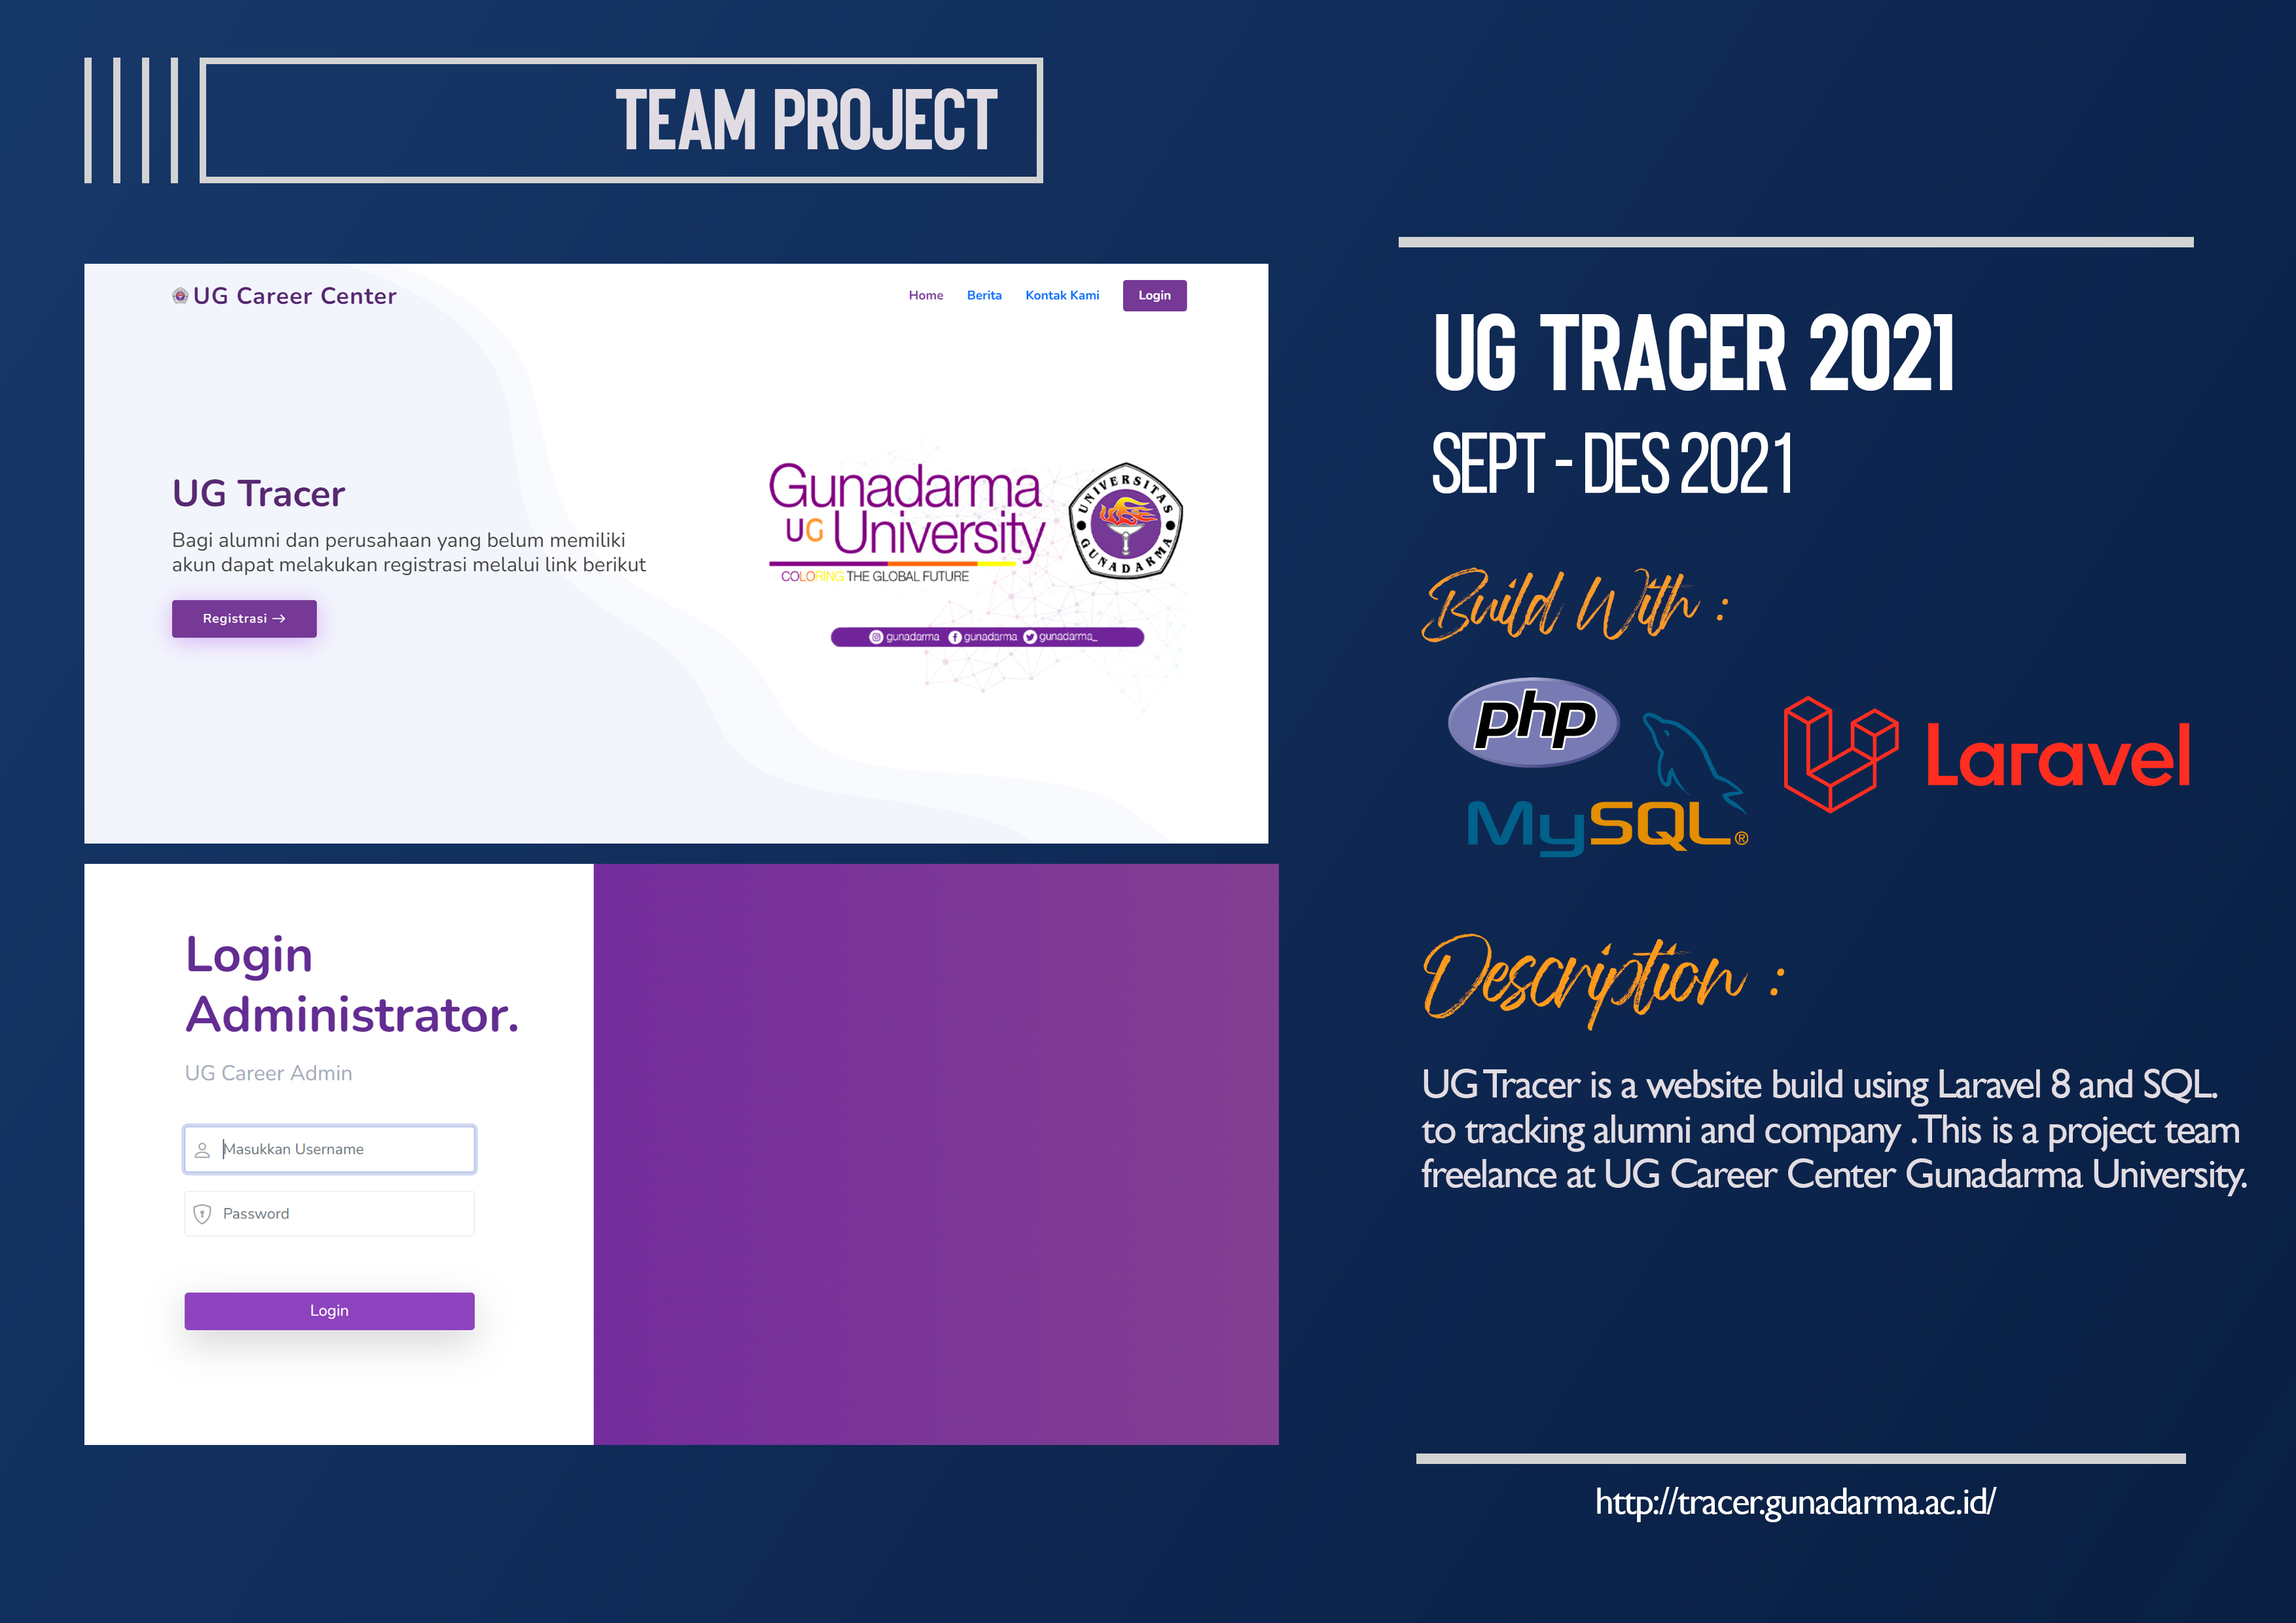 TEAM PROJECT
UG Career Center
Home Berita Kontak Kami Login
UG Tracer
Bagi alumni dan perusahaan yang belum memiliki
akun dapat melakukan registrasi melalui link berikut
Registrasi →
Gunadarma
UG University
COLORING THE GLOBAL FUTURE
UNIVERSITAS GUNADARMA
gunadarma gunadarma gunadarma_
Login
Administrator.
UG Career Admin
Masukkan Username
Password
Login
UG TRACER 2021
SEPT - DES 2021
Build With :
php
MySQL®
Laravel
Description :
UG Tracer is a website build using Laravel 8 and SQL.
to tracking alumni and company .This is a project team
freelance at UG Career Center Gunadarma University.
http://tracer.gunadarma.ac.id/